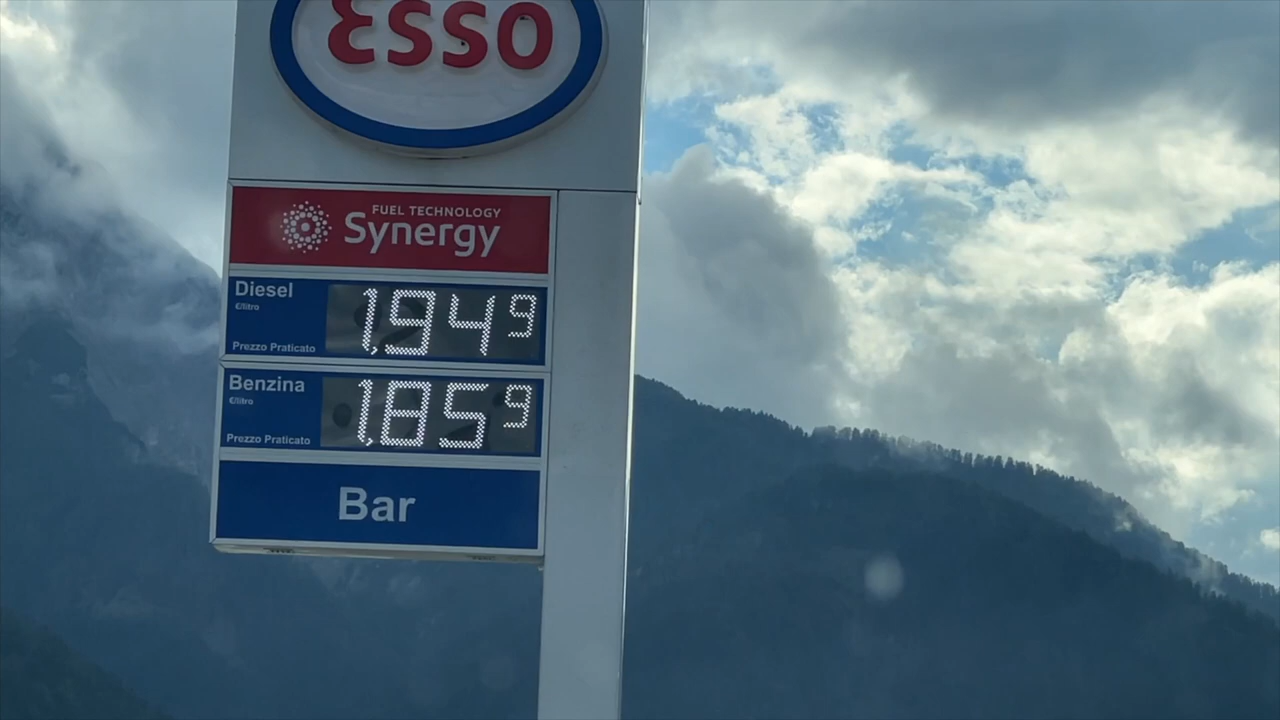 Esso
FUEL TECHNOLOGY
Synergy
Diesel
€/litro
Prezzo Praticato
1,949
Benzina
€/litro
Prezzo Praticato
1,859
Bar